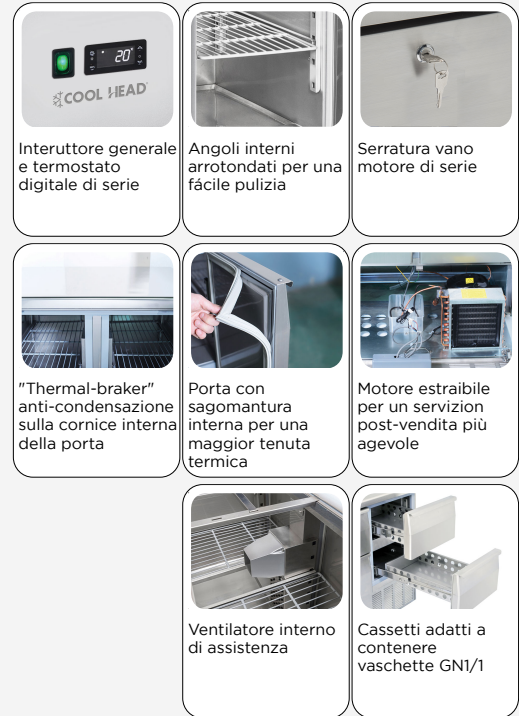 20°
COOL HEAD
Interuttore generale
e termostato
digitale di serie
Angoli interni
arrotondati per una
fácile pulizia
Serratura vano
motore di serie
"Thermal-braker"
anti-condensazione
sulla cornice interna
della porta
Porta con
sagomantura
interna per una
maggior tenuta
termica
Motore estraibile
per un servizion
post-vendita più
agevole
Ventilatore interno
di assistenza
Cassetti adatti a
contenere
vaschette GN1/1